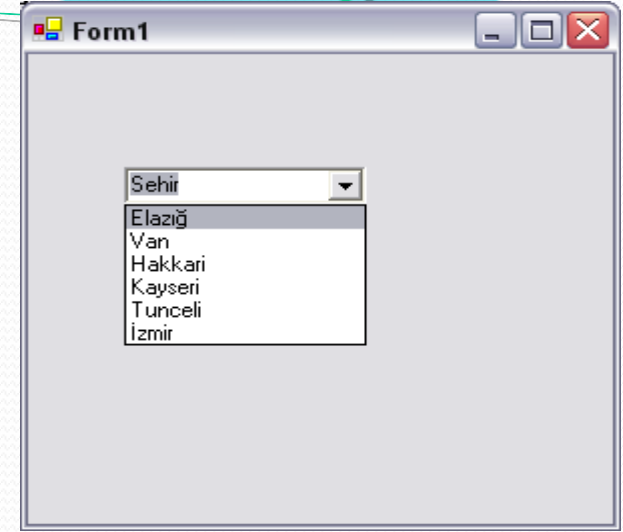 Form1
Sehir
Elazığ
Van
Hakkari
Kayseri
Tunceli
İzmir